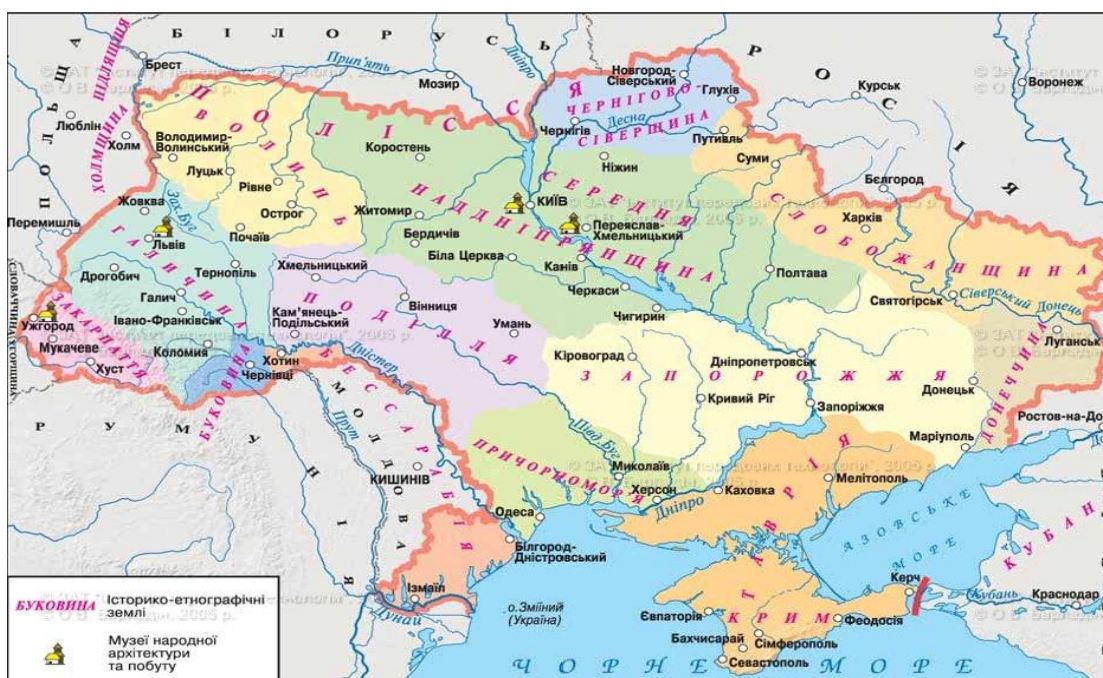 БІЛОРУСЬ
РОСІЯ
ПОЛЬЩА
СЛОВАЧЧИНА
УГОРЩИНА
РУМУНІЯ
МОЛДОВА
ПІДЛЯШШЯ
ХОЛМЩИНА
ПОЛІССЯ
ВОЛИНЬ
ЧЕРНІГОВО-
СІВЕРЩИНА
СЕРЕДНЯ
НАДДНІПРЯНЩИНА
СЛОБОЖАНЩИНА
ГАЛИЧИНА
ЗАКАРПАТТЯ
БУКОВИНА
ПОДІЛЛЯ
БЕССАРАБІЯ
ЗАПОРОЖЖЯ
ДОНЕЧЧИНА
ПРИЧОРНОМОРЯ
ТАВРІЯ
КРИМ
КУБАНЬ
Брест
Прип'ять
Мозир
Дніпро
Новгород-
Сіверський
Глухів
Курськ
Воронеж
Люблін
Холм
Володимир-
Волинський
Луцьк
Рівне
Острог
Коростень
Чернігів
Десна
Путивль
Ніжин
Суми
Бєлгород
Перемишль
Жовква
Зах. Буг
Львів
Почаїв
Житомир
Бердичів
КИЇВ
Переяслав-
Хмельницький
Харків
Дрогобич
Тернопіль
Хмельницький
Біла Церква
Канів
Полтава
Галич
Івано-Франківськ
Кам'янець-
Подільський
Вінниця
Черкаси
Чигирин
Святогірськ
Сіверський Донець
Ужгород
Мукачеве
Хуст
Коломия
Чернівці
Хотин
Дністер
Умань
Кіровоград
Дніпропетровськ
Луганськ
Прут
Кривий Ріг
Запоріжжя
Донецьк
Ростов-на-До
Маріуполь
КИШИНІВ
Півд. Буг
Миколаїв
Херсон
Дніпро
Каховка
Мелітополь
Одеса
Білгород-
Дністровський
Ізмаїл
Дунай
о. Зміїний
(Україна)
АЗОВСЬКЕ
МОРЕ
Керч
Кубань
Краснодар
Євпаторія
Феодосія
Бахчисарай
Сімферополь
Севастополь
ЧОРНЕ МОРЕ
БУКОВИНА Історико-етнографічні
землі
Музеї народної
архітектури
та побуту